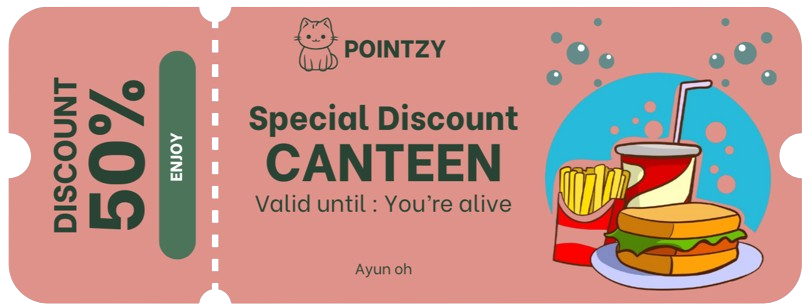 DISCOUNT
50%
ENJOY
POINTZY
Special Discount
CANTEEN
Valid until : You're alive
Ayun oh